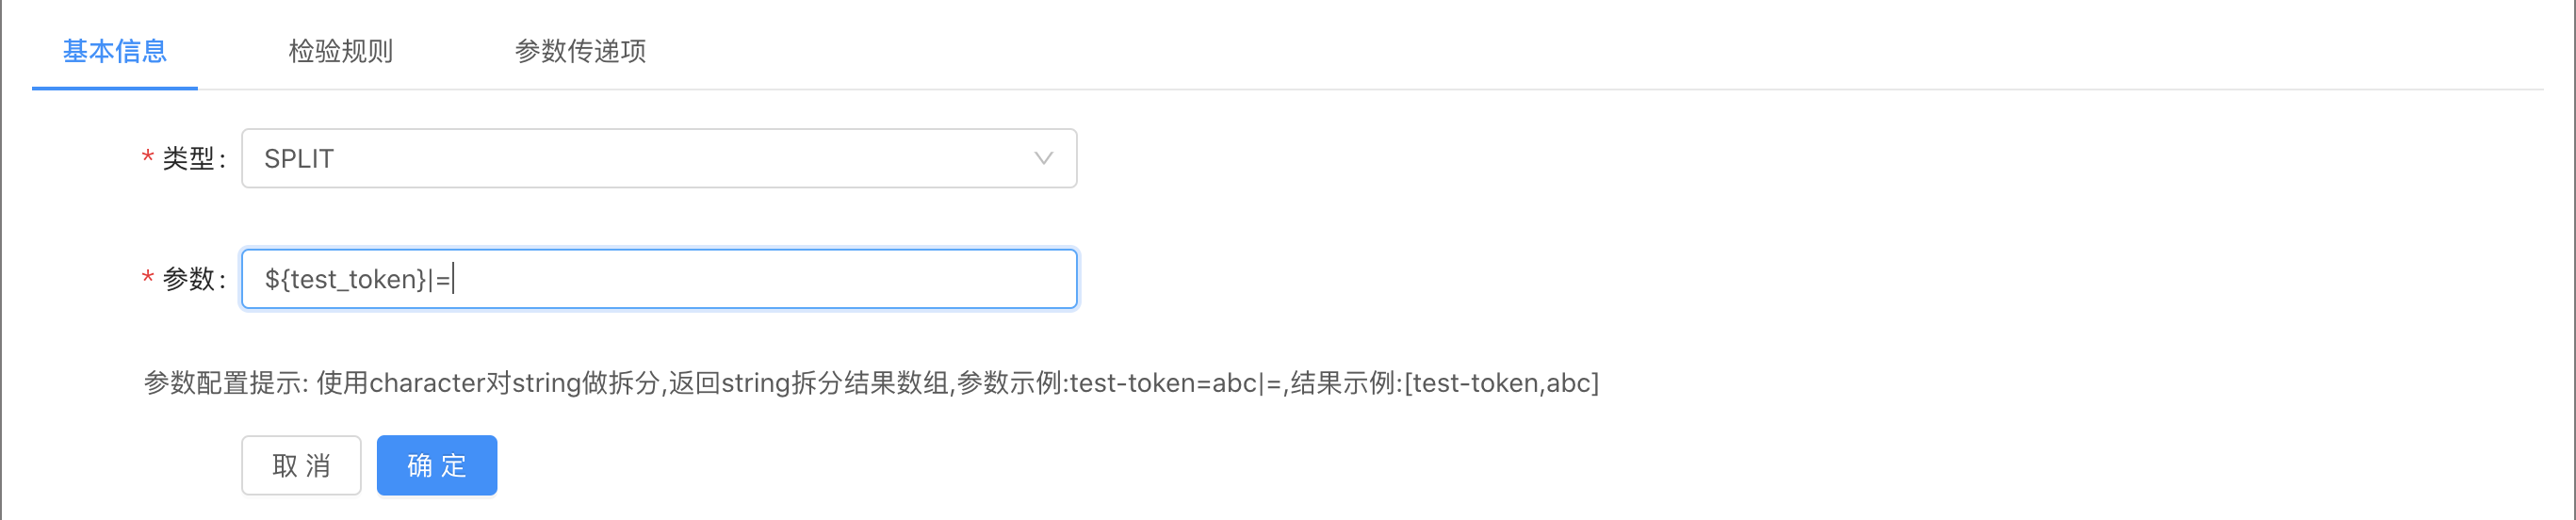 基本信息 检验规则 参数传递项
* 类型: SPLIT
* 参数: ${test_token}|=
参数配置提示: 使用character对string做拆分,返回string拆分结果数组,参数示例:test-token=abc|=,结果示例:[test-token,abc]
取 消 确 定